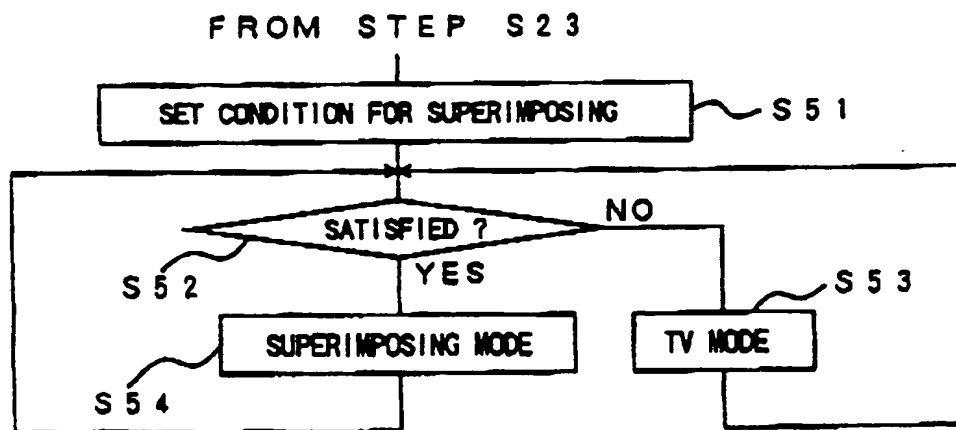 FROM STEP S23
SET CONDITION FOR SUPERIMPOSING
S51
SATISFIED ?
NO
S52
YES
S53
SUPERIMPOSING MODE
TV MODE
S54